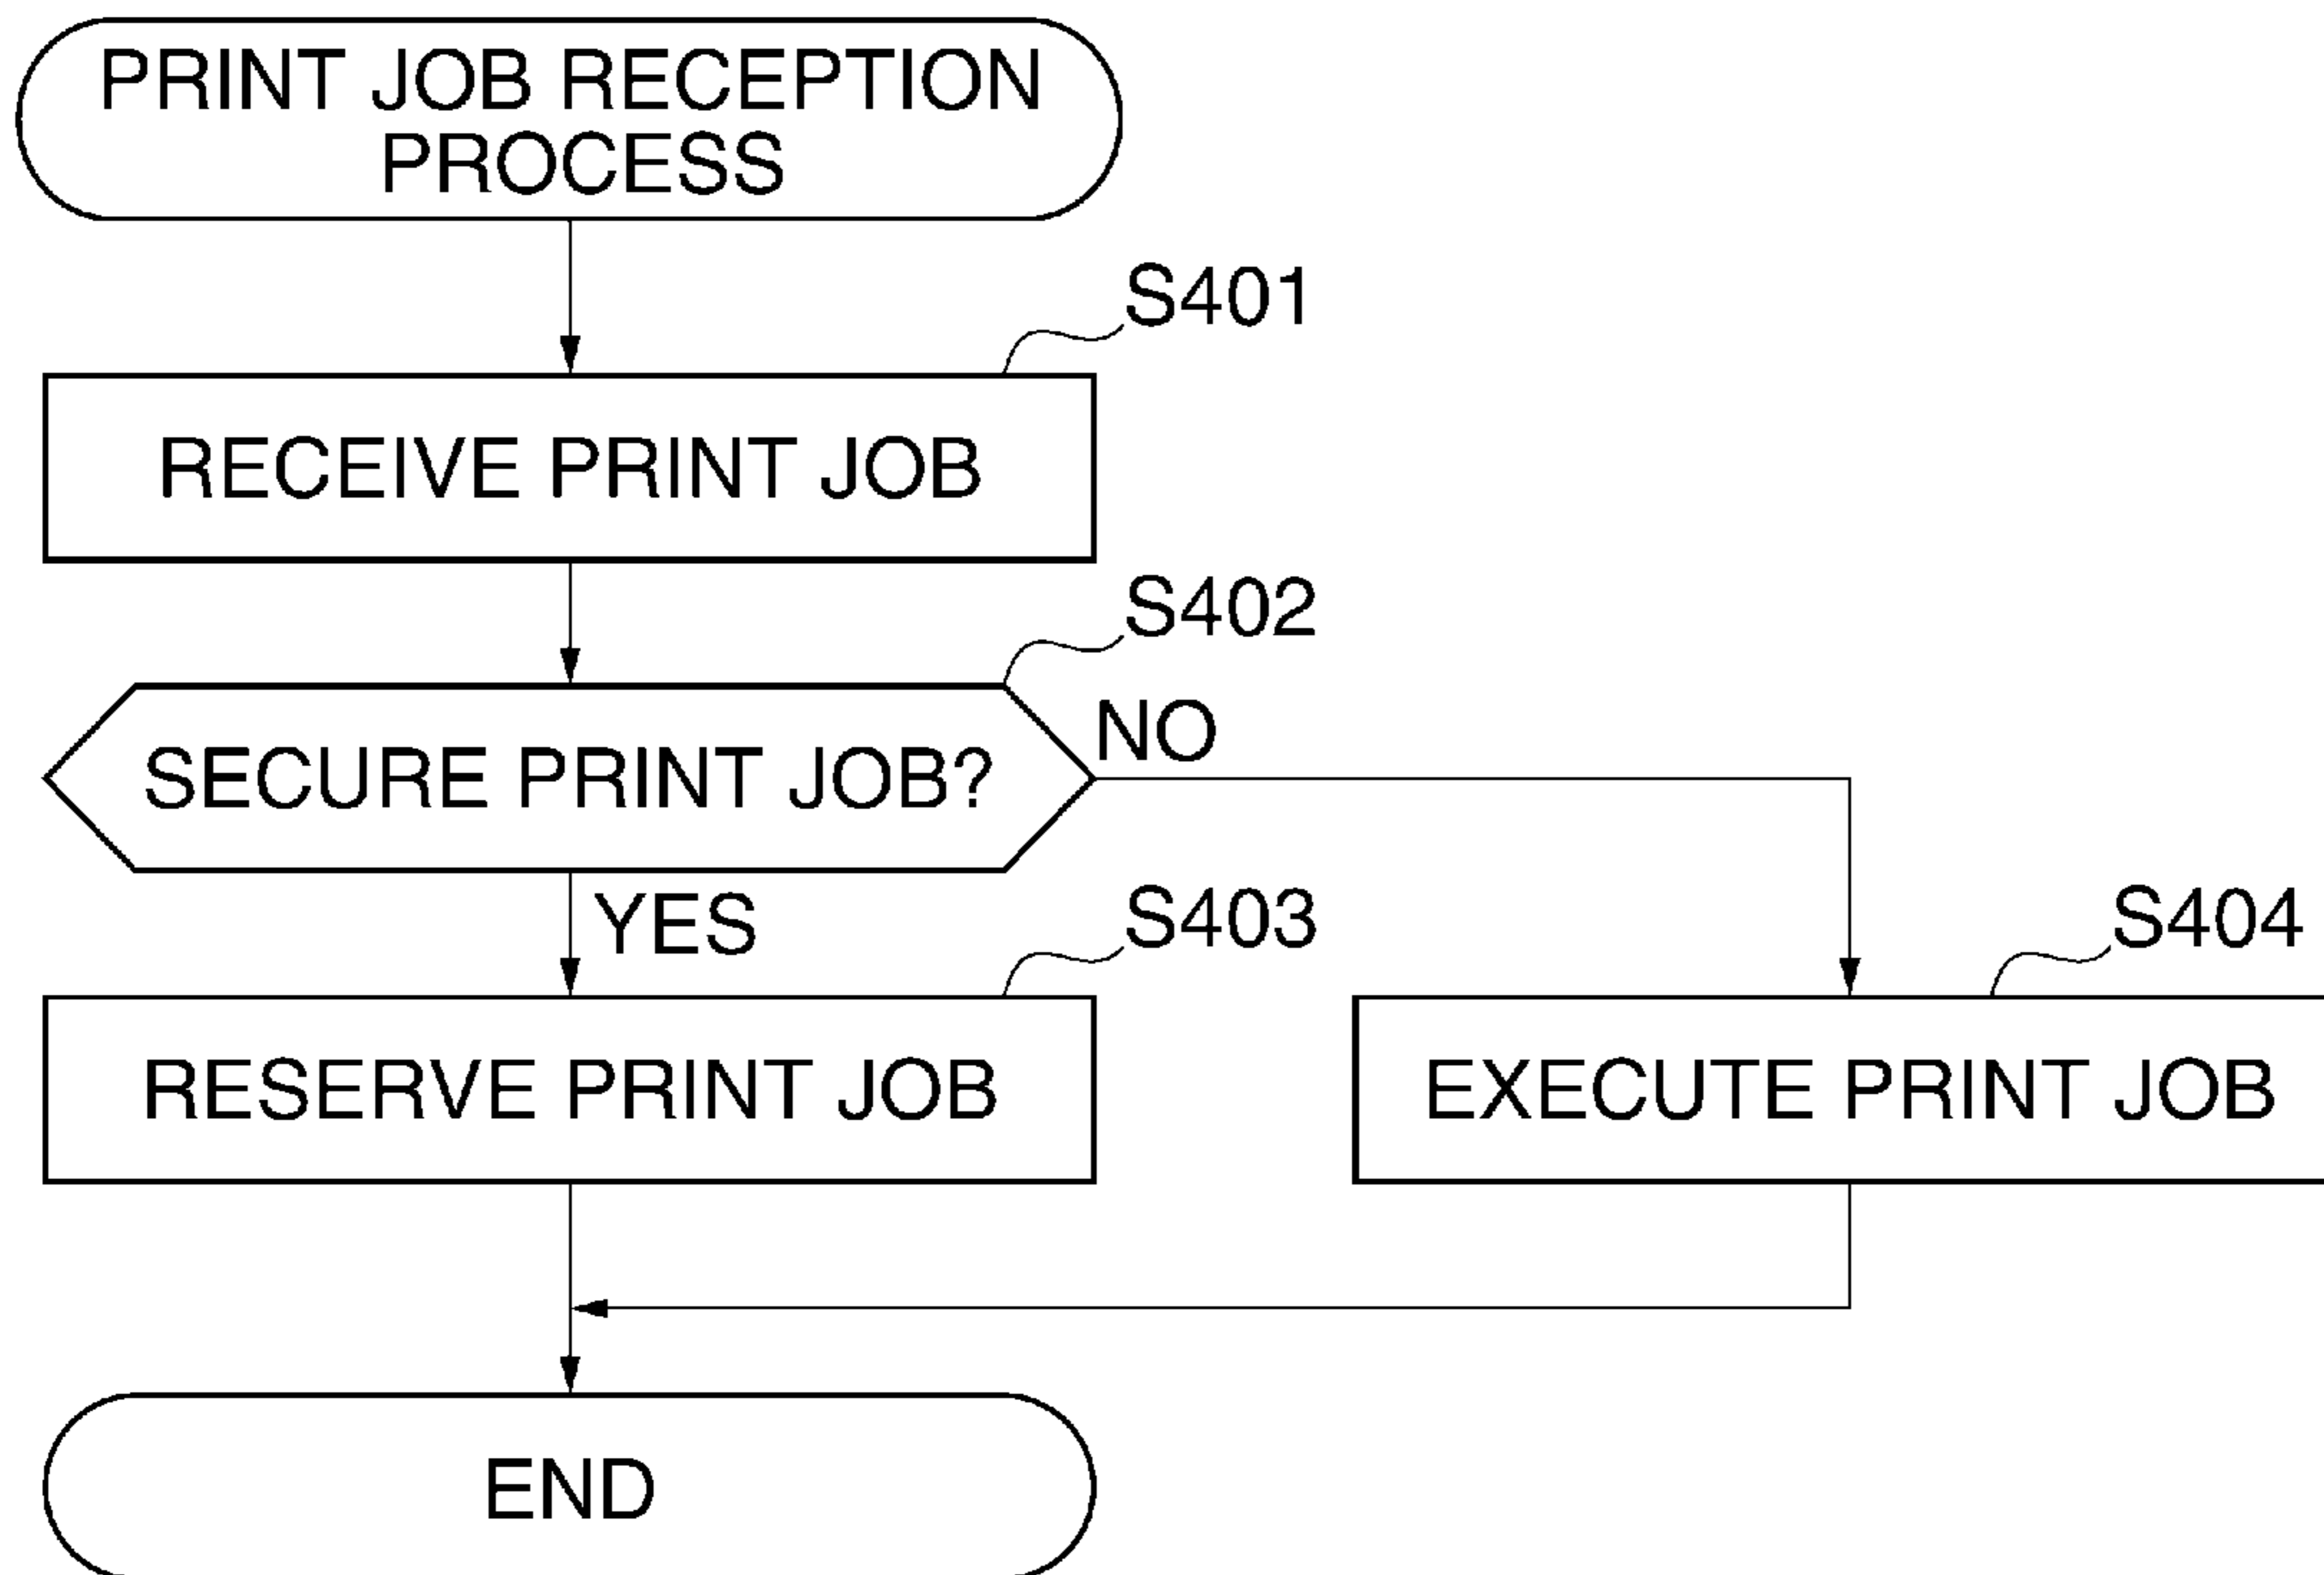 PRINT JOB RECEPTION
PROCESS
S401
RECEIVE PRINT JOB
S402
SECURE PRINT JOB?
NO
YES
S403
S404
RESERVE PRINT JOB
EXECUTE PRINT JOB
END